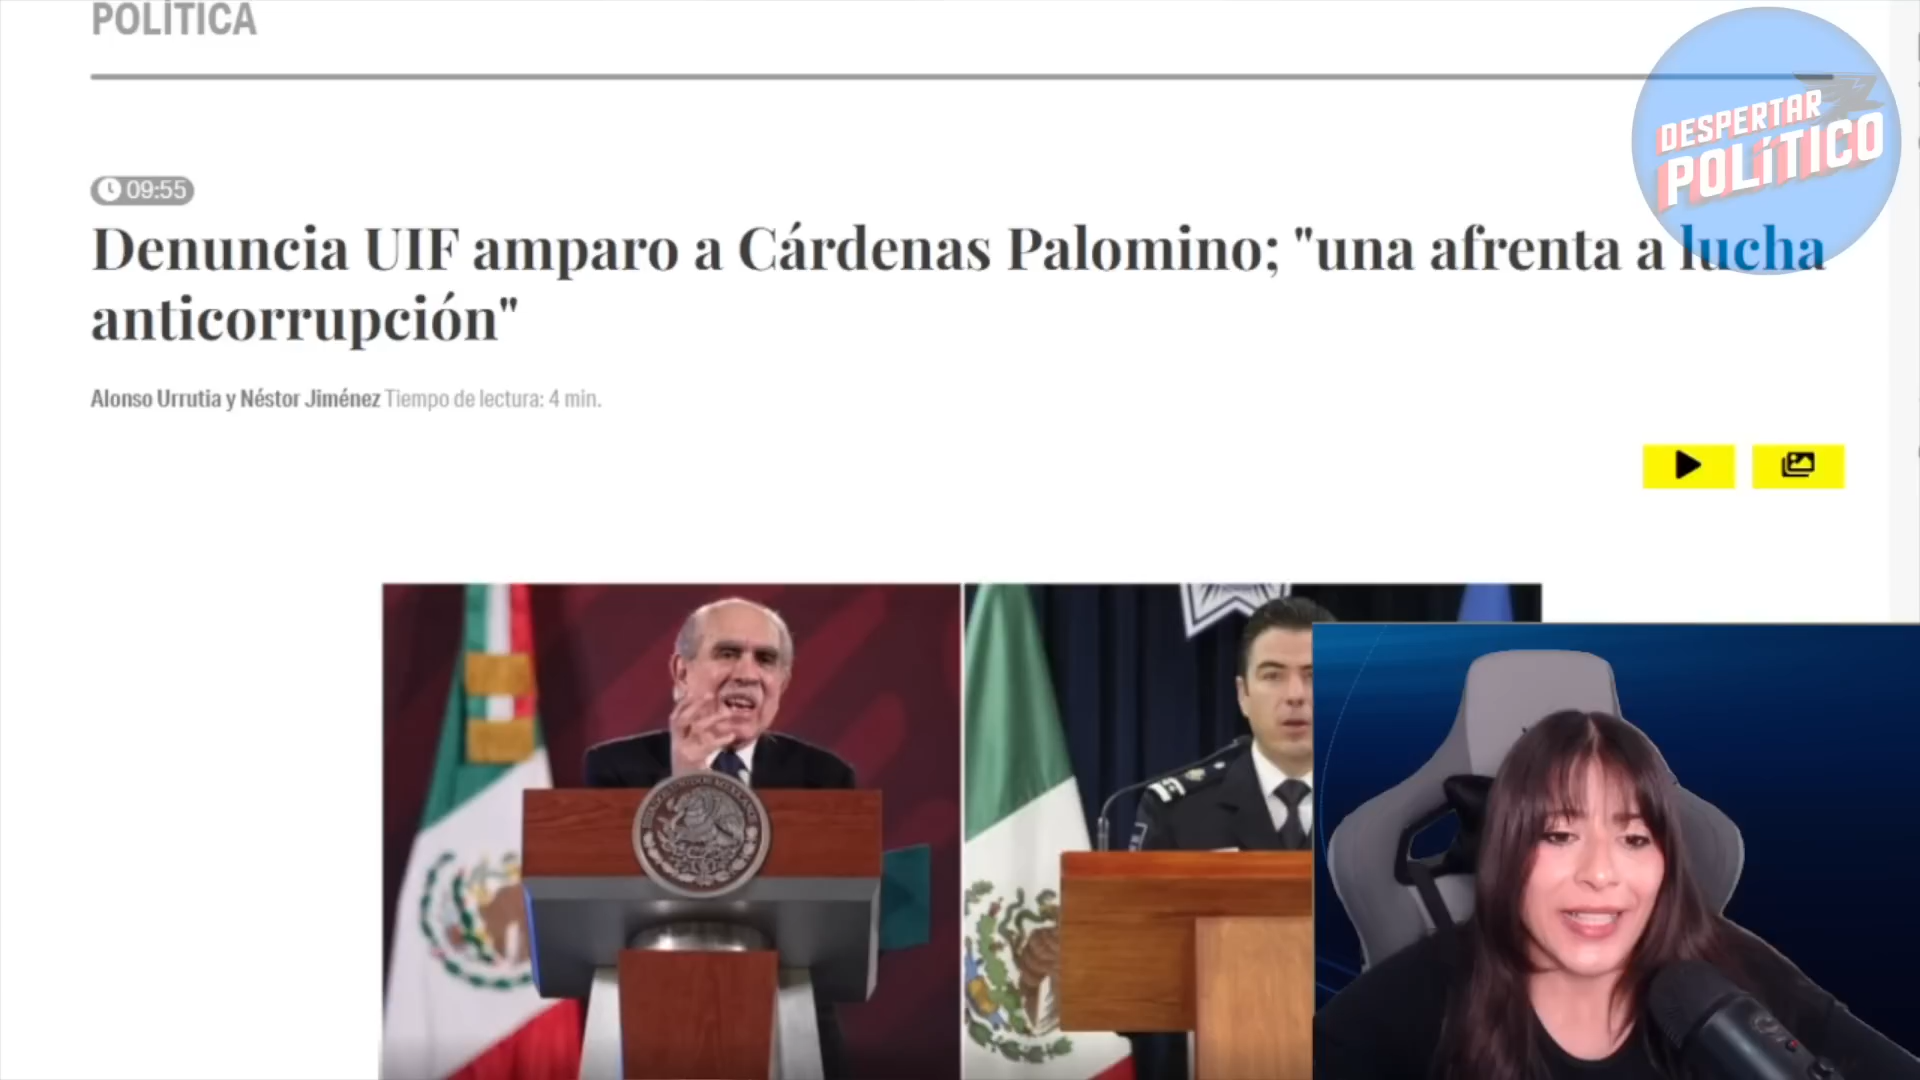 POLÍTICA
DESPERTAR
POLÍTICO
09:55
Denuncia UIF amparo a Cárdenas Palomino; "una afrenta a lucha
anticorrupción"
Alonso Urrutia y Néstor Jiménez Tiempo de lectura: 4 min.